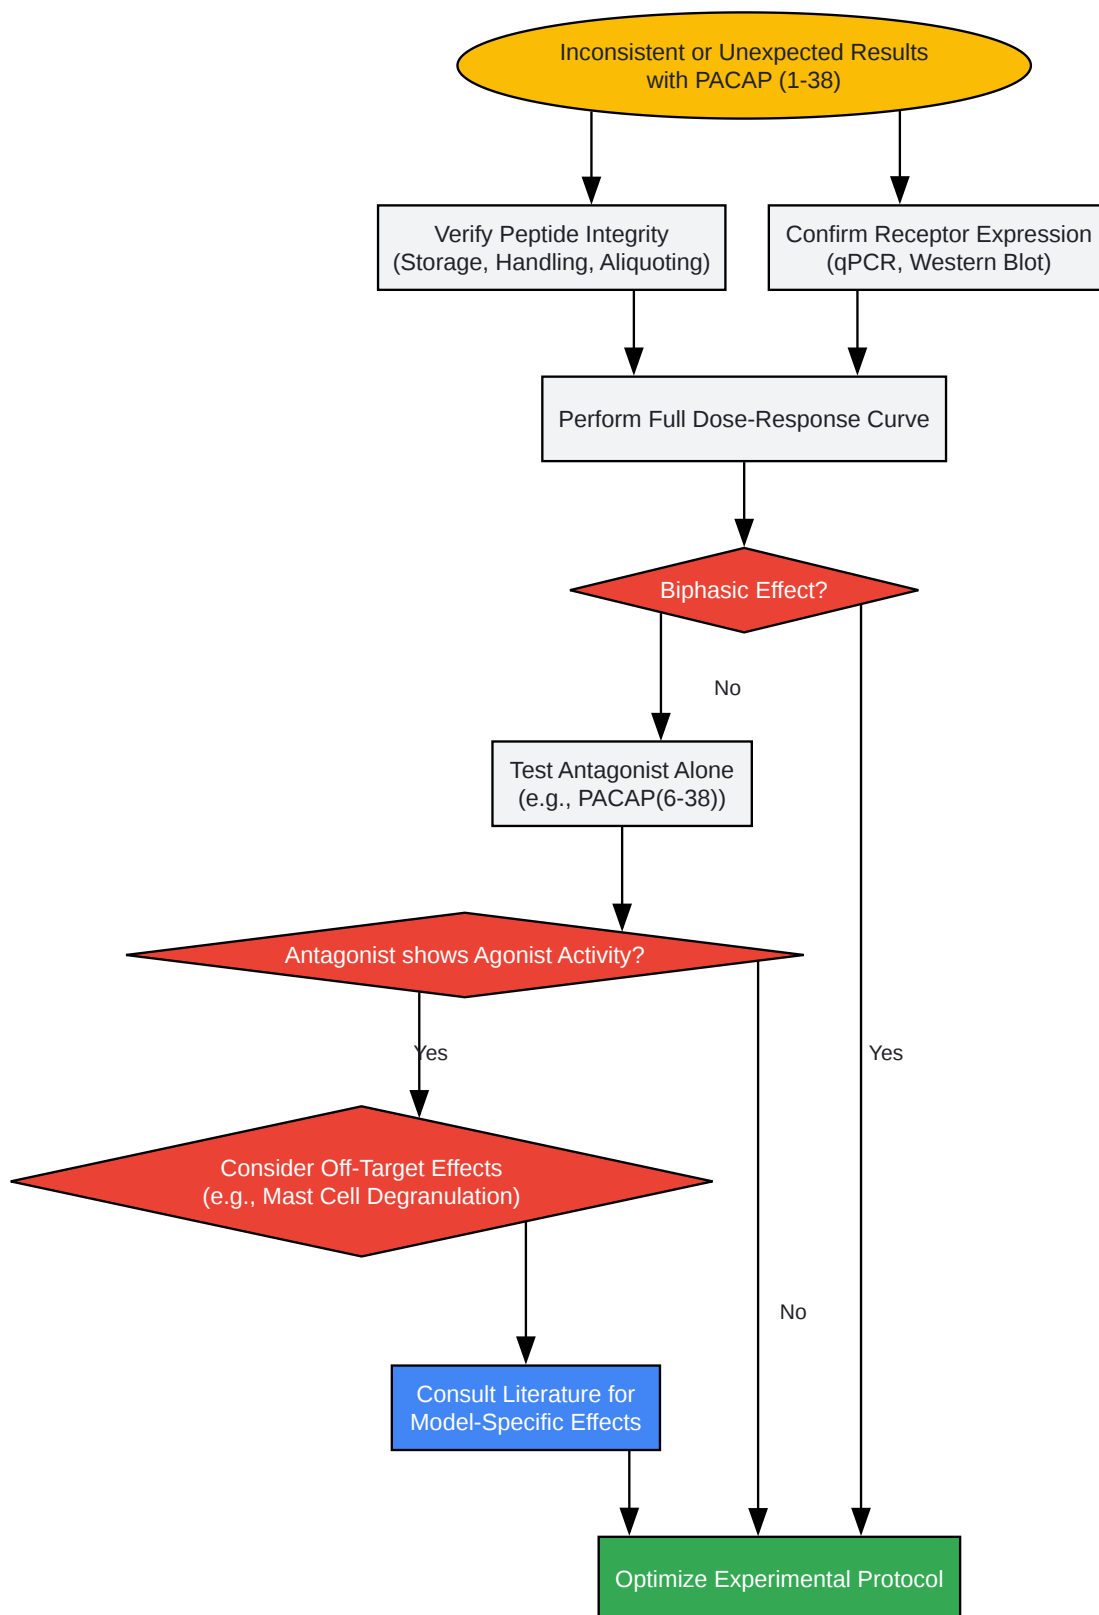 Inconsistent or Unexpected Results
with PACAP (1-38)
Verify Peptide Integrity
(Storage, Handling, Aliquoting)
Confirm Receptor Expression
(qPCR, Western Blot)
Perform Full Dose-Response Curve
Biphasic Effect?
No
Test Antagonist Alone
(e.g., PACAP(6-38))
Antagonist shows Agonist Activity?
Yes
Yes
Consider Off-Target Effects
(e.g., Mast Cell Degranulation)
No
Consult Literature for
Model-Specific Effects
Optimize Experimental Protocol